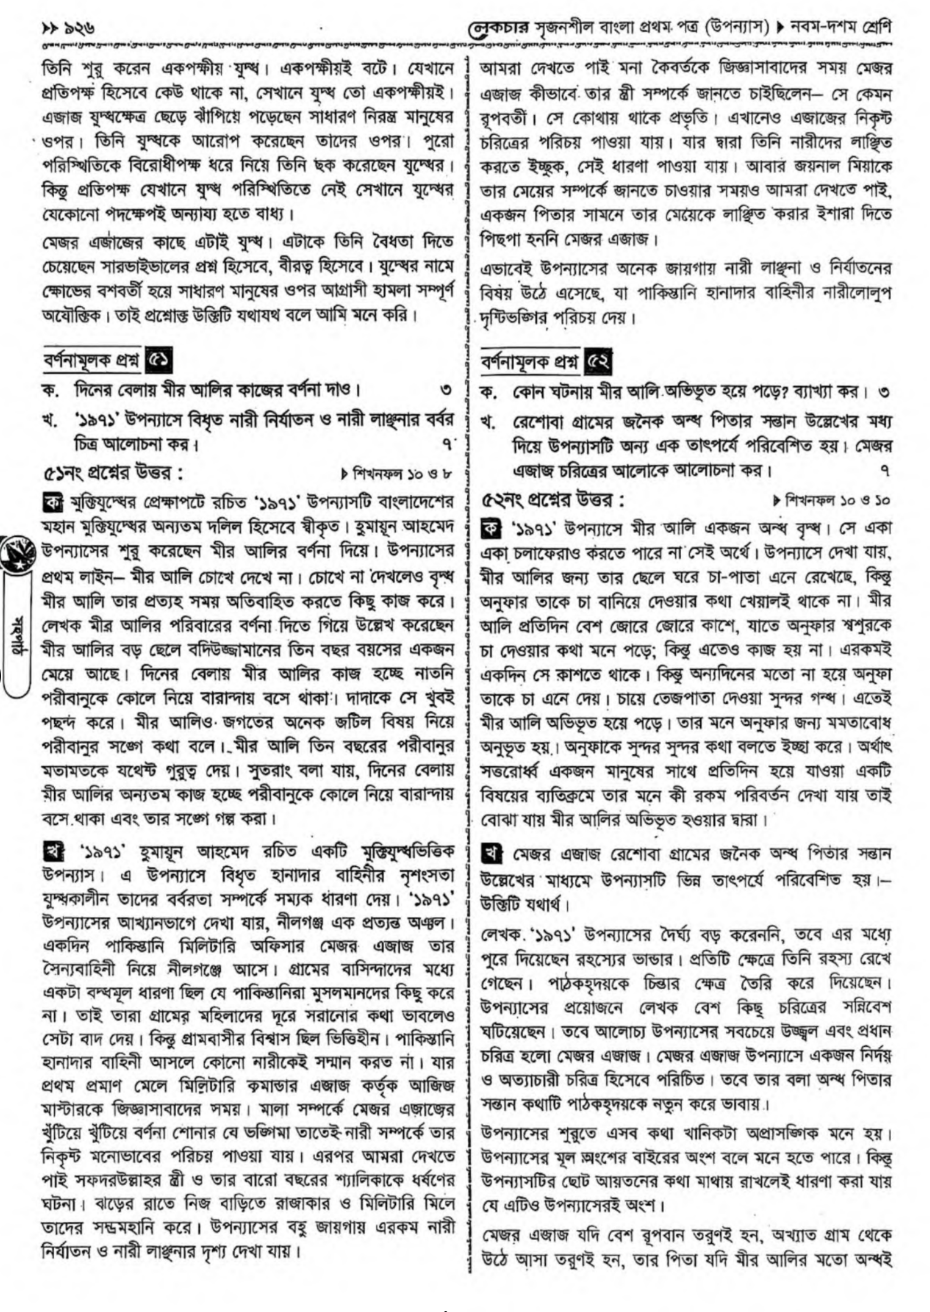 ▸▸ ৯২৬
লেকচার সৃজনশীল বাংলা প্রথম পত্র (উপন্যাস) ▶ নবম-দশম শ্রেণি
তিনি শুরু করেন একপক্ষীয় যুদ্ধ। একপক্ষীয়ই বটে। যেখানে
প্রতিপক্ষ হিসেবে কেউ থাকে না, সেখানে যুদ্ধ তো একপক্ষীয়ই।
এজাজ যুদ্ধক্ষেত্র ছেড়ে ঝাঁপিয়ে পড়েছেন সাধারণ নিরস্ত্র মানুষের
ওপর। তিনি যুদ্ধকে আরোপ করেছেন তাদের ওপর। পুরো
পরিস্থিতিকে বিরোধীপক্ষ ধরে নিয়ে তিনি ছক করেছেন যুদ্ধের।
কিন্তু প্রতিপক্ষ যেখানে যুদ্ধ পরিস্থিতিতে নেই সেখানে যুদ্ধের
যেকোনো পদক্ষেপই অন্যায্য হতে বাধ্য।
মেজর এজাজের কাছে এটাই যুদ্ধ। এটাকে তিনি বৈধতা দিতে
চেয়েছেন সারভাইভালের প্রশ্ন হিসেবে, বীরত্ব হিসেবে। যুদ্ধের নামে
ক্ষোভের বশবর্তী হয়ে সাধারণ মানুষের ওপর আগ্রাসী হামলা সম্পূর্ণ
অযৌক্তিক। তাই প্রশ্নোক্ত উক্তিটি যথাযথ বলে আমি মনে করি।
বর্ণনামূলক প্রশ্ন ৫১
ক. দিনের বেলায় মীর আলির কাজের বর্ণনা দাও। ৩
খ. ‘১৯৭১’ উপন্যাসে বিধৃত নারী নির্যাতন ও নারী লাঞ্ছনার বর্বর
চিত্র আলোচনা কর। ৭
৫১নং প্রশ্নের উত্তর : ▶ শিখনফল ১০ ও ৮
ক মুক্তিযুদ্ধের প্রেক্ষাপটে রচিত ‘১৯৭১’ উপন্যাসটি বাংলাদেশের
মহান মুক্তিযুদ্ধের অন্যতম দলিল হিসেবে স্বীকৃত। হুমায়ূন আহমেদ
উপন্যাসের শুরু করেছেন মীর আলির বর্ণনা দিয়ে। উপন্যাসের
প্রথম লাইন– মীর আলি চোখে দেখে না। চোখে না দেখলেও বৃদ্ধ
মীর আলি তার প্রত্যহ সময় অতিবাহিত করতে কিছু কাজ করে।
লেখক মীর আলির পরিবারের বর্ণনা দিতে গিয়ে উল্লেখ করেছেন
মীর আলির বড় ছেলে বদিউজ্জামানের তিন বছর বয়সের একজন
মেয়ে আছে। দিনের বেলায় মীর আলির কাজ হচ্ছে নাতনি
পরীবানুকে কোলে নিয়ে বারান্দায় বসে থাকা। দাদাকে সে খুবই
পছন্দ করে। মীর আলিও জগতের অনেক জটিল বিষয় নিয়ে
পরীবানুর সঙ্গে কথা বলে। মীর আলি তিন বছরের পরীবানুর
মতামতকে যথেষ্ট গুরুত্ব দেয়। সুতরাং বলা যায়, দিনের বেলায়
মীর আলির অন্যতম কাজ হচ্ছে পরীবানুকে কোলে নিয়ে বারান্দায়
বসে থাকা এবং তার সঙ্গে গল্প করা।
খ ‘১৯৭১’ হুমায়ূন আহমেদ রচিত একটি মুক্তিযুদ্ধভিত্তিক
উপন্যাস। এ উপন্যাসে বিধৃত হানাদার বাহিনীর নৃশংসতা
যুদ্ধকালীন তাদের বর্বরতা সম্পর্কে সম্যক ধারণা দেয়। ‘১৯৭১’
উপন্যাসের আখ্যানভাগে দেখা যায়, নীলগঞ্জ এক প্রত্যন্ত অঞ্চল।
একদিন পাকিস্তানি মিলিটারি অফিসার মেজর এজাজ তার
সৈন্যবাহিনী নিয়ে নীলগঞ্জে আসে। গ্রামের বাসিন্দাদের মধ্যে
একটা বদ্ধমূল ধারণা ছিল যে পাকিস্তানিরা মুসলমানদের কিছু করে
না। তাই তারা গ্রামের মহিলাদের দূরে সরানোর কথা ভাবলেও
সেটা বাদ দেয়। কিন্তু গ্রামবাসীর বিশ্বাস ছিল ভিত্তিহীন। পাকিস্তানি
হানাদার বাহিনী আসলে কোনো নারীকেই সম্মান করত না। যার
প্রথম প্রমাণ মেলে মিলিটারি কমান্ডার এজাজ কর্তৃক আজিজ
মাস্টারকে জিজ্ঞাসাবাদের সময়। মালা সম্পর্কে মেজর এজাজের
খুঁটিয়ে খুঁটিয়ে বর্ণনা শোনার যে ভঙ্গিমা তাতেই নারী সম্পর্কে তার
নিকৃষ্ট মনোভাবের পরিচয় পাওয়া যায়। এরপর আমরা দেখতে
পাই সফদরউল্লাহর স্ত্রী ও তার বারো বছরের শ্যালিকাকে ধর্ষণের
ঘটনা। ঝড়ের রাতে নিজ বাড়িতে রাজাকার ও মিলিটারি মিলে
তাদের সম্ভ্রমহানি করে। উপন্যাসের বহু জায়গায় এরকম নারী
নির্যাতন ও নারী লাঞ্ছনার দৃশ্য দেখা যায়।
আমরা দেখতে পাই মনা কৈবর্তকে জিজ্ঞাসাবাদের সময় মেজর
এজাজ কীভাবে তার স্ত্রী সম্পর্কে জানতে চাইছিলেন– সে কেমন
রূপবতী। সে কোথায় থাকে প্রভৃতি। এখানেও এজাজের নিকৃষ্ট
চরিত্রের পরিচয় পাওয়া যায়। যার দ্বারা তিনি নারীদের লাঞ্ছিত
করতে ইচ্ছুক, সেই ধারণা পাওয়া যায়। আবার জয়নাল মিয়াকে
তার মেয়ের সম্পর্কে জানতে চাওয়ার সময়ও আমরা দেখতে পাই,
একজন পিতার সামনে তার মেয়েকে লাঞ্ছিত করার ইশারা দিতে
পিছপা হননি মেজর এজাজ।
এভাবেই উপন্যাসের অনেক জায়গায় নারী লাঞ্ছনা ও নির্যাতনের
বিষয় উঠে এসেছে, যা পাকিস্তানি হানাদার বাহিনীর নারীলোলুপ
দৃষ্টিভঙ্গির পরিচয় দেয়।
বর্ণনামূলক প্রশ্ন ৫২
ক. কোন ঘটনায় মীর আলি অভিভূত হয়ে পড়ে? ব্যাখ্যা কর। ৩
খ. রেশোবা গ্রামের জনৈক অন্ধ পিতার সন্তান উল্লেখের মধ্য
দিয়ে উপন্যাসটি অন্য এক তাৎপর্যে পরিবেশিত হয়। মেজর
এজাজ চরিত্রের আলোকে আলোচনা কর। ৭
৫২নং প্রশ্নের উত্তর : ▶ শিখনফল ১০ ও ১০
ক ‘১৯৭১’ উপন্যাসে মীর আলি একজন অন্ধ বৃদ্ধ। সে একা
একা চলাফেরাও করতে পারে না সেই অর্থে। উপন্যাসে দেখা যায়,
মীর আলির জন্য তার ছেলে ঘরে চা-পাতা এনে রেখেছে, কিন্তু
অনুফার তাকে চা বানিয়ে দেওয়ার কথা খেয়ালই থাকে না। মীর
আলি প্রতিদিন বেশ জোরে জোরে কাশে, যাতে অনুফার শ্বশুরকে
চা দেওয়ার কথা মনে পড়ে; কিন্তু এতেও কাজ হয় না। এরকমই
একদিন সে কাশতে থাকে। কিন্তু অন্যদিনের মতো না হয়ে অনুফা
তাকে চা এনে দেয়। চায়ে তেজপাতা দেওয়া সুন্দর গন্ধ। এতেই
মীর আলি অভিভূত হয়ে পড়ে। তার মনে অনুফার জন্য মমতাবোধ
অনুভূত হয়। অনুফাকে সুন্দর সুন্দর কথা বলতে ইচ্ছা করে। অর্থাৎ
সত্তরোর্ধ্ব একজন মানুষের সাথে প্রতিদিন হয়ে যাওয়া একটি
বিষয়ের ব্যতিক্রমে তার মনে কী রকম পরিবর্তন দেখা যায় তাই
বোঝা যায় মীর আলির অভিভূত হওয়ার দ্বারা।
খ মেজর এজাজ রেশোবা গ্রামের জনৈক অন্ধ পিতার সন্তান
উল্লেখের মাধ্যমে উপন্যাসটি ভিন্ন তাৎপর্যে পরিবেশিত হয়।–
উক্তিটি যথার্থ।
লেখক ‘১৯৭১’ উপন্যাসের দৈর্ঘ্য বড় করেননি, তবে এর মধ্যে
পুরে দিয়েছেন রহস্যের ভান্ডার। প্রতিটি ক্ষেত্রে তিনি রহস্য রেখে
গেছেন। পাঠকহৃদয়কে চিন্তার ক্ষেত্র তৈরি করে দিয়েছেন।
উপন্যাসের প্রয়োজনে লেখক বেশ কিছু চরিত্রের সন্নিবেশ
ঘটিয়েছেন। তবে আলোচ্য উপন্যাসের সবচেয়ে উজ্জ্বল এবং প্রধান
চরিত্র হলো মেজর এজাজ। মেজর এজাজ উপন্যাসে একজন নির্দয়
ও অত্যাচারী চরিত্র হিসেবে পরিচিত। তবে তার বলা অন্ধ পিতার
সন্তান কথাটি পাঠকহৃদয়কে নতুন করে ভাবায়।
উপন্যাসের শুরুতে এসব কথা খানিকটা অপ্রাসঙ্গিক মনে হয়।
উপন্যাসের মূল অংশের বাইরের অংশ বলে মনে হতে পারে। কিন্তু
উপন্যাসটির ছোট আয়তনের কথা মাথায় রাখলেই ধারণা করা যায়
যে এটিও উপন্যাসেরই অংশ।
মেজর এজাজ যদি বেশ রূপবান তরুণই হন, অখ্যাত গ্রাম থেকে
উঠে আসা তরুণই হন, তার পিতা যদি মীর আলির মতো অন্ধই
সহপাঠ